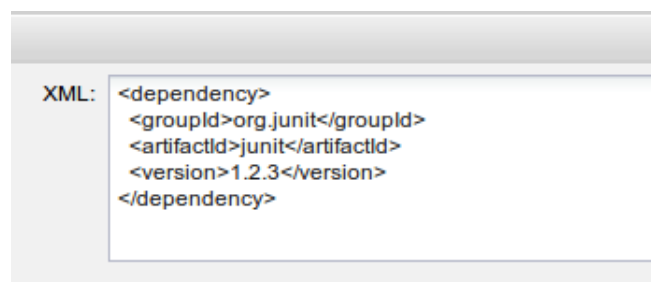 XML:
<dependency>
<groupId>org.junit</groupId>
<artifactId>junit</artifactId>
<version>1.2.3</version>
</dependency>